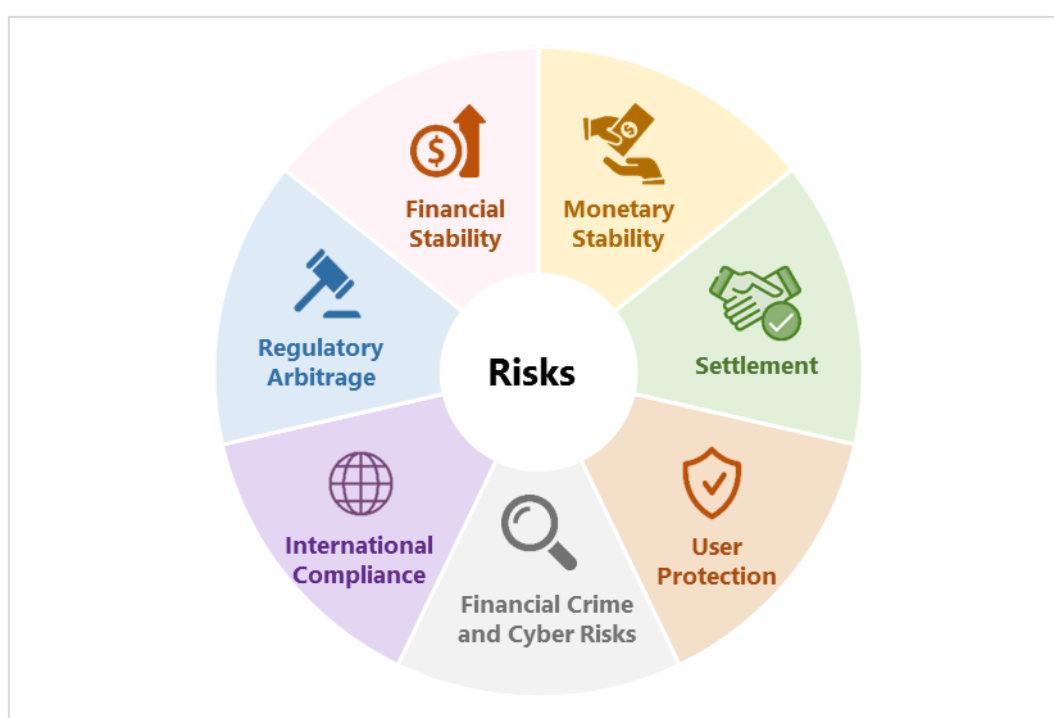 Financial
Stability
Monetary
Stability
Regulatory
Arbitrage
Risks
Settlement
International
Compliance
User
Protection
Financial Crime
and Cyber Risks